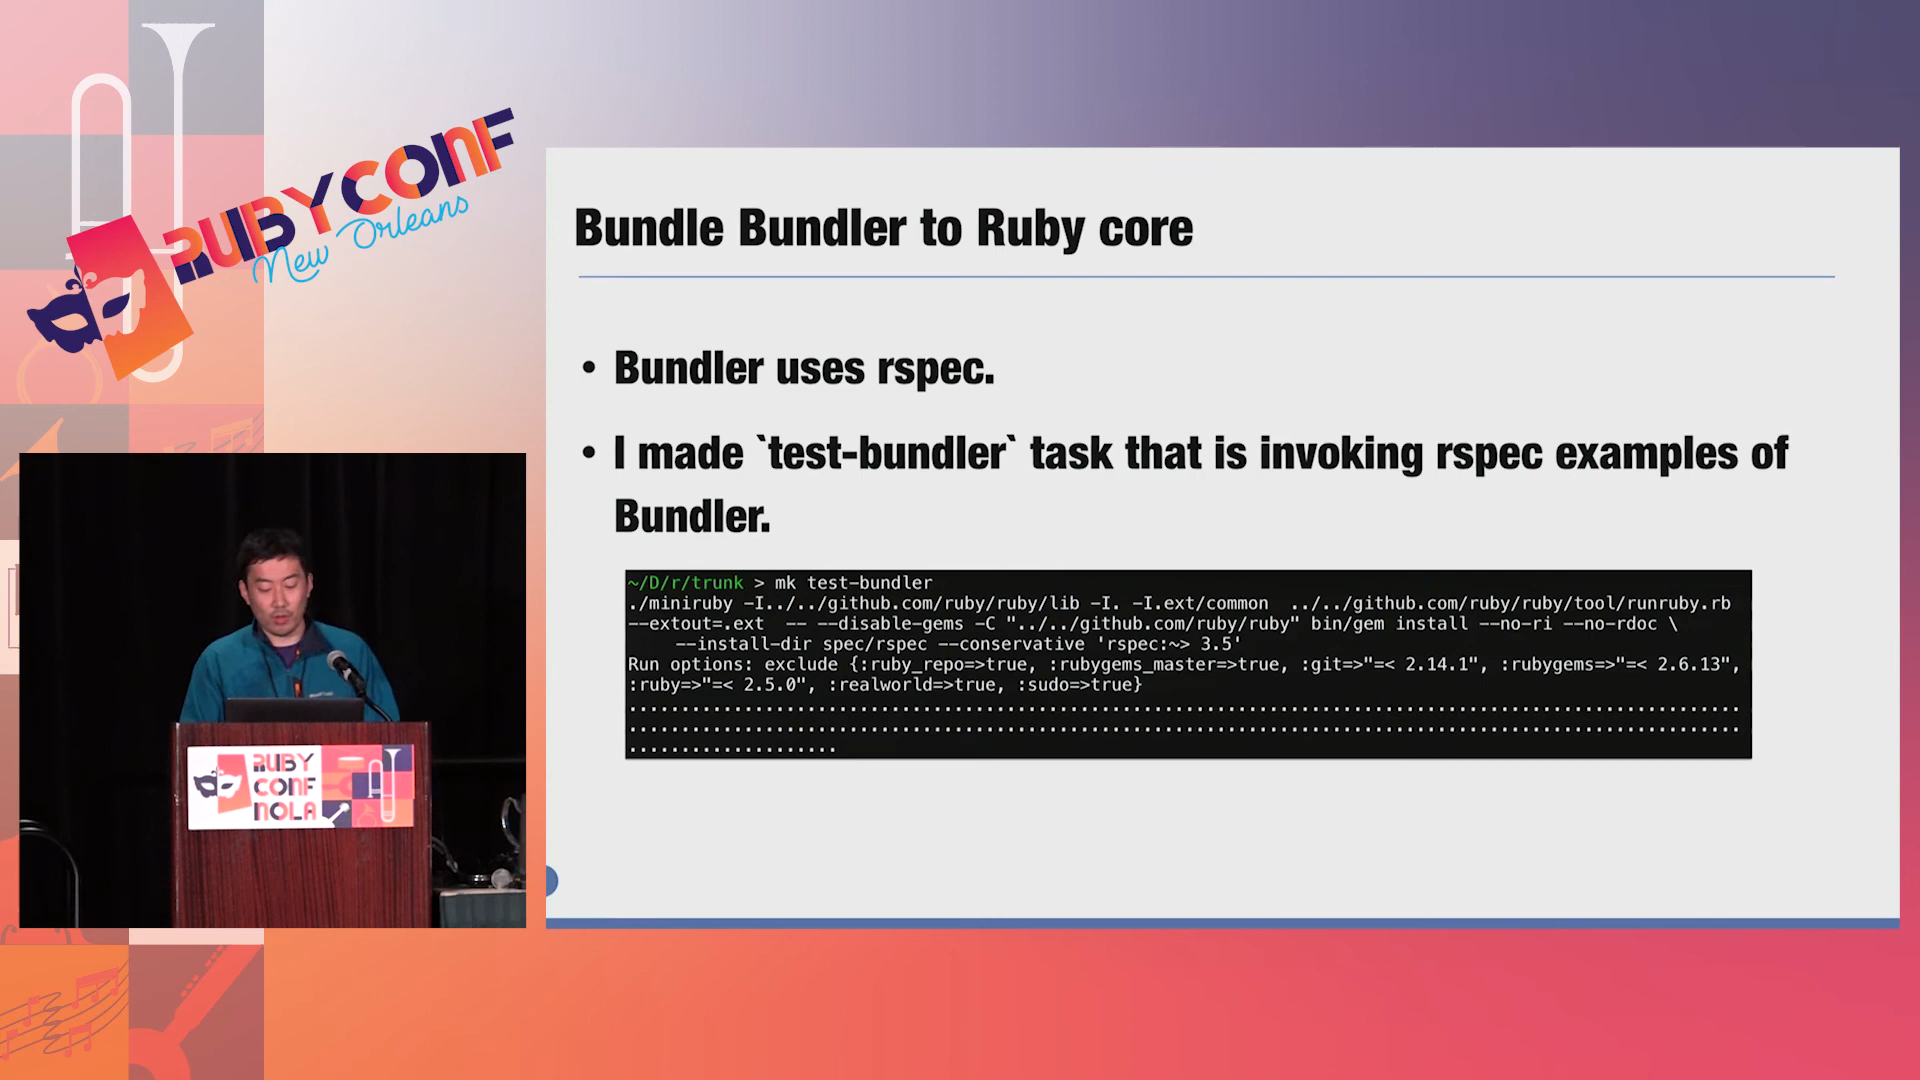 RUBYCONF
New Orleans
Bundle Bundler to Ruby core
• Bundler uses rspec.
• I made `test-bundler` task that is invoking rspec examples of
Bundler.
~/D/r/trunk > mk test-bundler
./miniruby -I../../github.com/ruby/ruby/lib -I. -I.ext/common  ../../github.com/ruby/ruby/tool/runruby.rb
--extout=.ext  -- --disable-gems -C "../../github.com/ruby/ruby" bin/gem install --no-ri --no-rdoc \
--install-dir spec/rspec --conservative 'rspec:~> 3.5'
Run options: exclude {:ruby_repo=>true, :rubygems_master=>true, :git=>"=< 2.14.1", :rubygems=>"=< 2.6.13",
:ruby=>"=< 2.5.0", :realworld=>true, :sudo=>true}
RUBY
CONF
NOLA